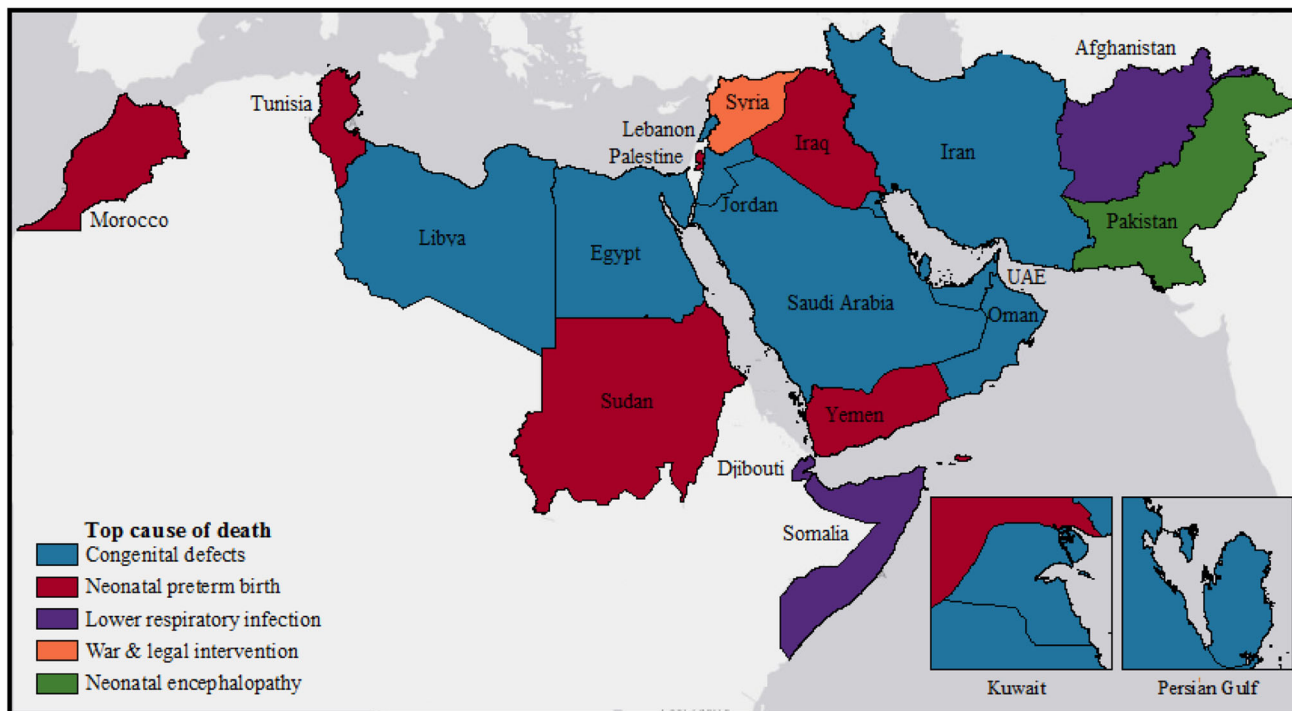 Afghanistan
Tunisia
Syria
Lebanon
Palestine
Iraq
Iran
Morocco
Jordan
Pakistan
Libya
Egypt
UAE
Saudi Arabia
Oman
Sudan
Yemen
Djibouti
Somalia
Top cause of death
Congenital defects
Neonatal preterm birth
Lower respiratory infection
War & legal intervention
Neonatal encephalopathy
Kuwait
Persian Gulf